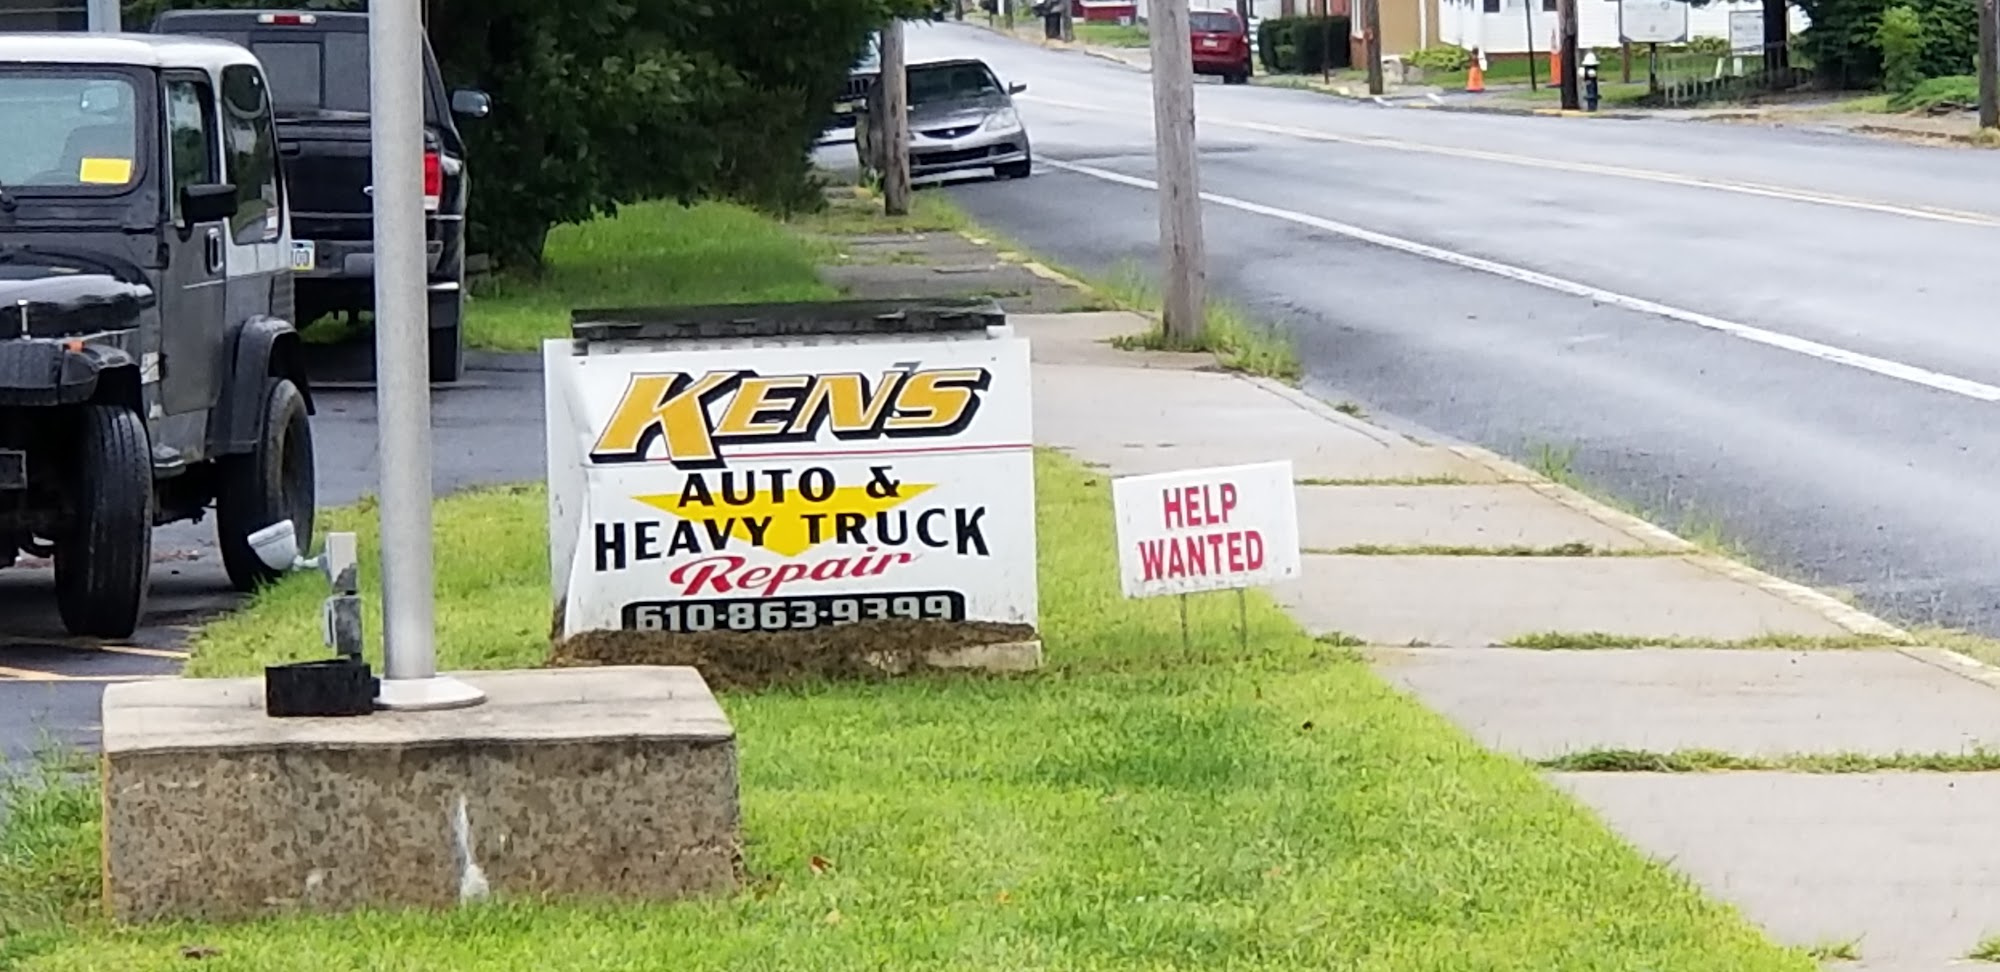 KEN'S
AUTO &
HEAVY TRUCK
Repair
610-863-9399
HELP
WANTED